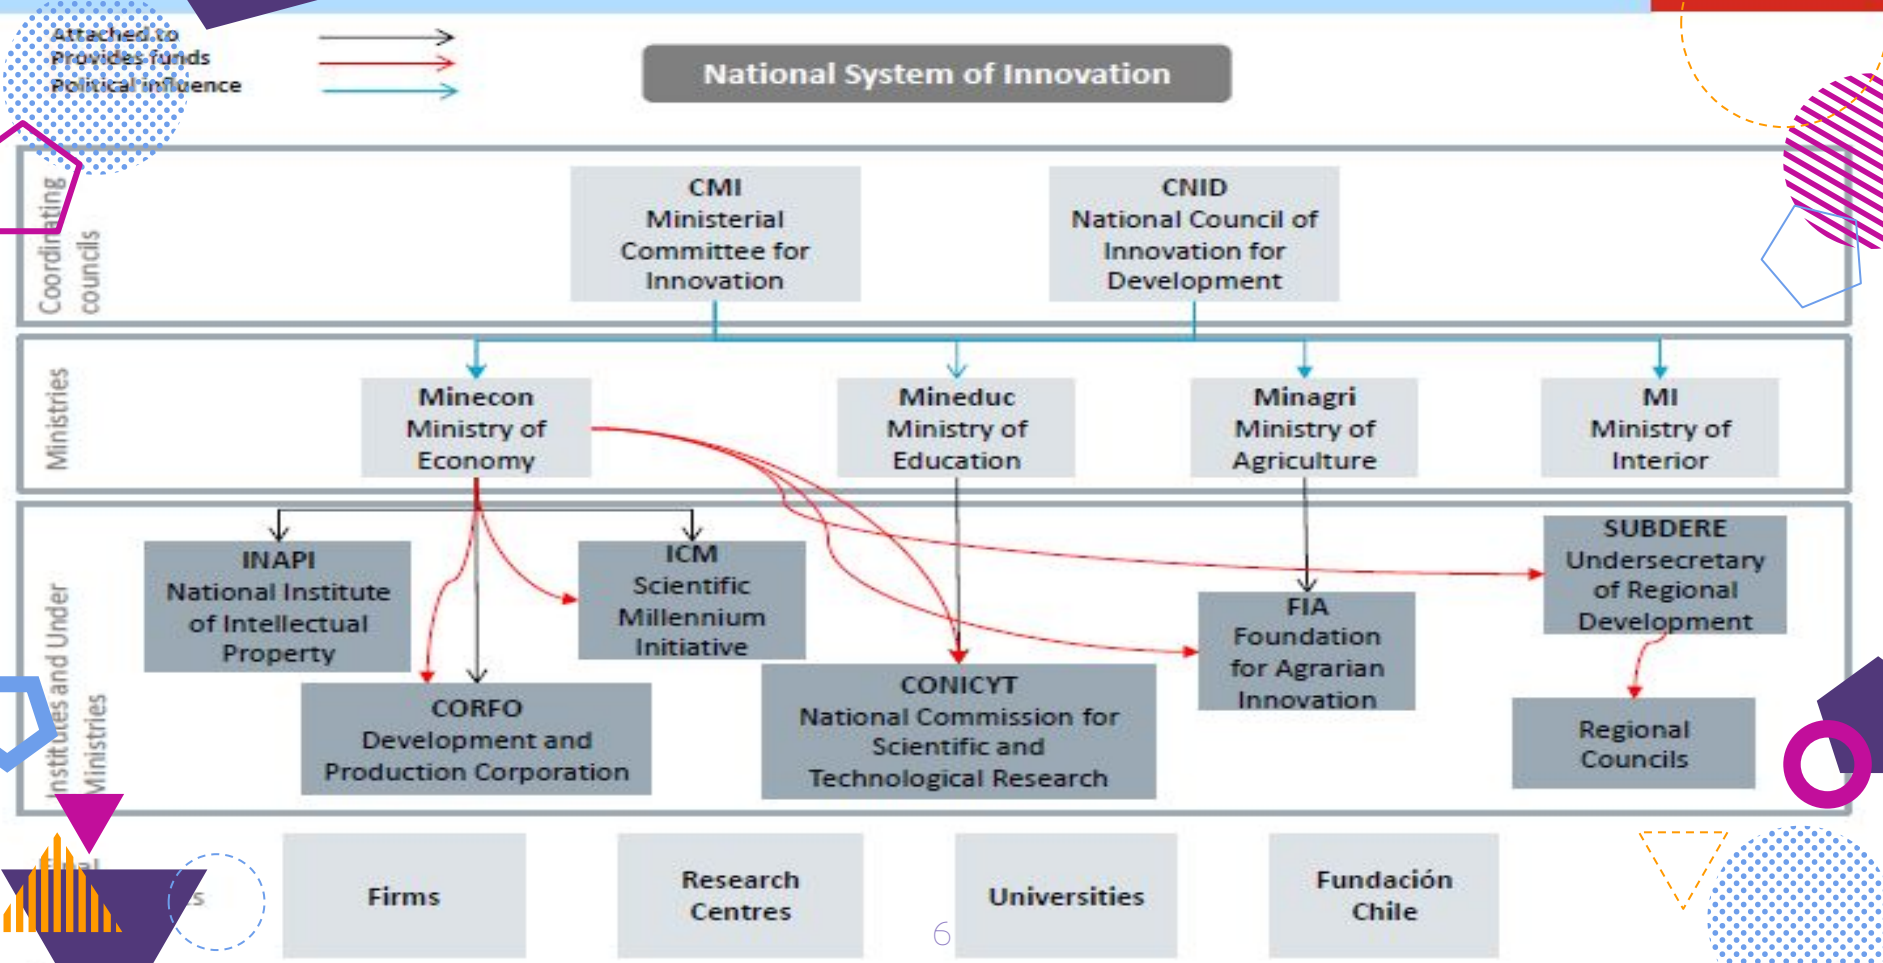 Attached to
Provides funds
Political influence
National System of Innovation
Coordinating
councils
CMI
Ministerial
Committee for
Innovation
CNID
National Council of
Innovation for
Development
Ministries
Minecon
Ministry of
Economy
Mineduc
Ministry of
Education
Minagri
Ministry of
Agriculture
MI
Ministry of
Interior
Institutes and Under
Ministries
INAPI
National Institute
of Intellectual
Property
ICM
Scientific
Millennium
Initiative
CORFO
Development and
Production Corporation
CONICYT
National Commission for
Scientific and
Technological Research
FIA
Foundation
for Agrarian
Innovation
SUBDERE
Undersecretary
of Regional
Development
Regional
Councils
Firms
Research
Centres
Universities
Fundación
Chile
6